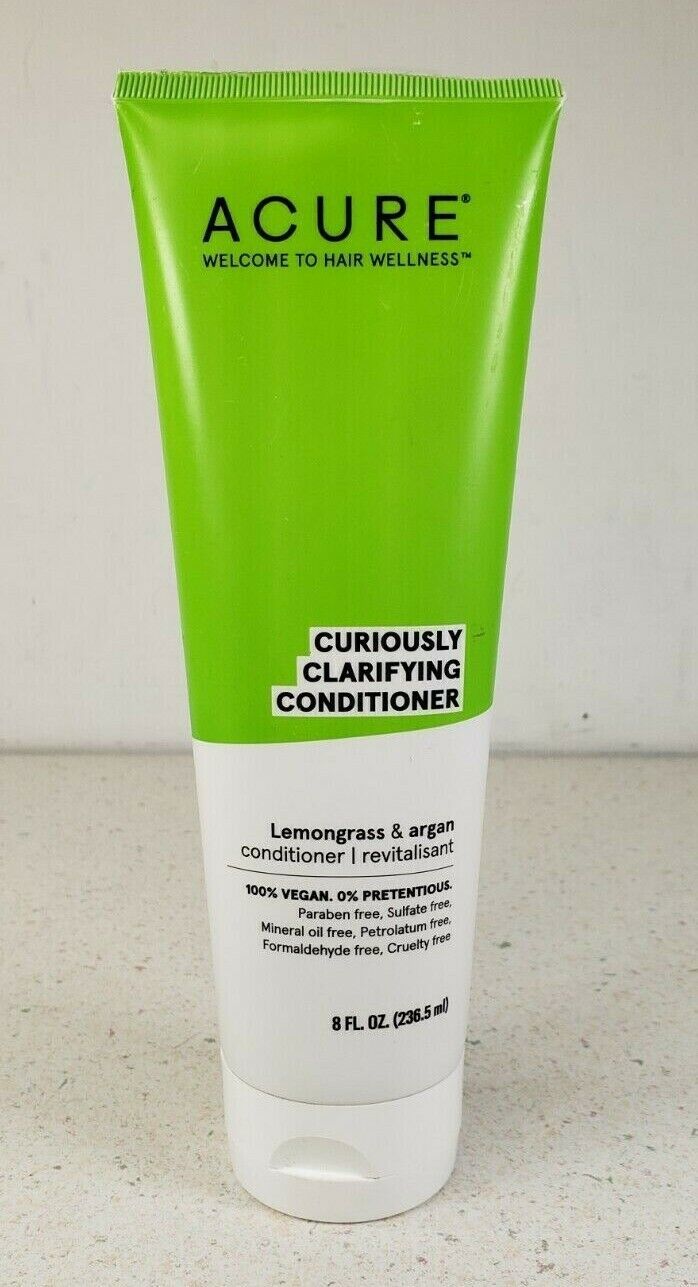 ACURE®
WELCOME TO HAIR WELLNESS™
CURIOUSLY
CLARIFYING
CONDITIONER
Lemongrass & argan
conditioner | revitalisant
100% VEGAN. 0% PRETENTIOUS.
Paraben free, Sulfate free,
Mineral oil free, Petrolatum free,
Formaldehyde free, Cruelty free
8 FL. OZ. (236.5 ml)